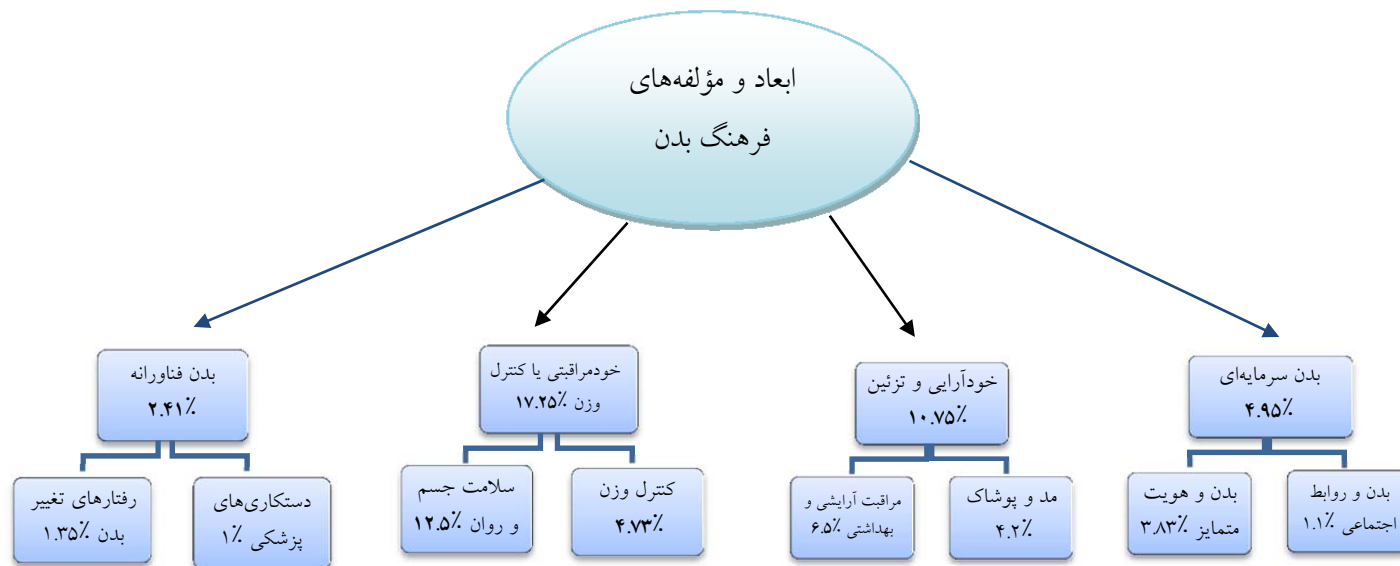 ابعاد و مؤلفه‌های
فرهنگ بدن
بدن سرمایه‌ای
۴.۹۵٪
خودآرایی و تزئین
۱۰.۷۵٪
خودمراقبتی یا کنترل
وزن ۱۷.۲۵٪
بدن فناورانه
۲.۴۱٪
بدن و روابط
اجتماعی ۱.۱٪
بدن و هویت
متمایز ۳.۸۳٪
مد و پوشاک
۴.۲٪
مراقبت آرایشی و
بهداشتی ۶.۵٪
کنترل وزن
۴.۷۳٪
سلامت جسم
و روان ۱۲.۵٪
دستکاری‌های
پزشکی ۱٪
رفتارهای تغییر
بدن ۱.۳۵٪